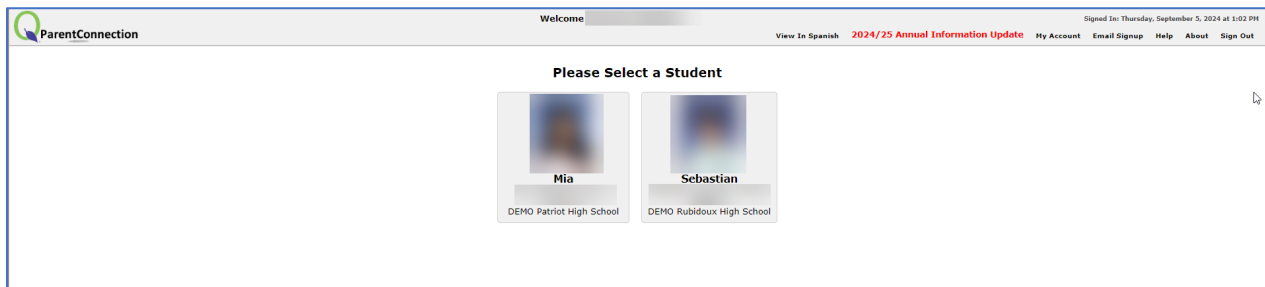 Welcome
Signed In: Thursday, September 5, 2024 at 1:02 PM
ParentConnection
View In Spanish 2024/25 Annual Information Update My Account Email Signup Help About Sign Out
Please Select a Student
Mia Sebastian
DEMO Patriot High School DEMO Rubidoux High School